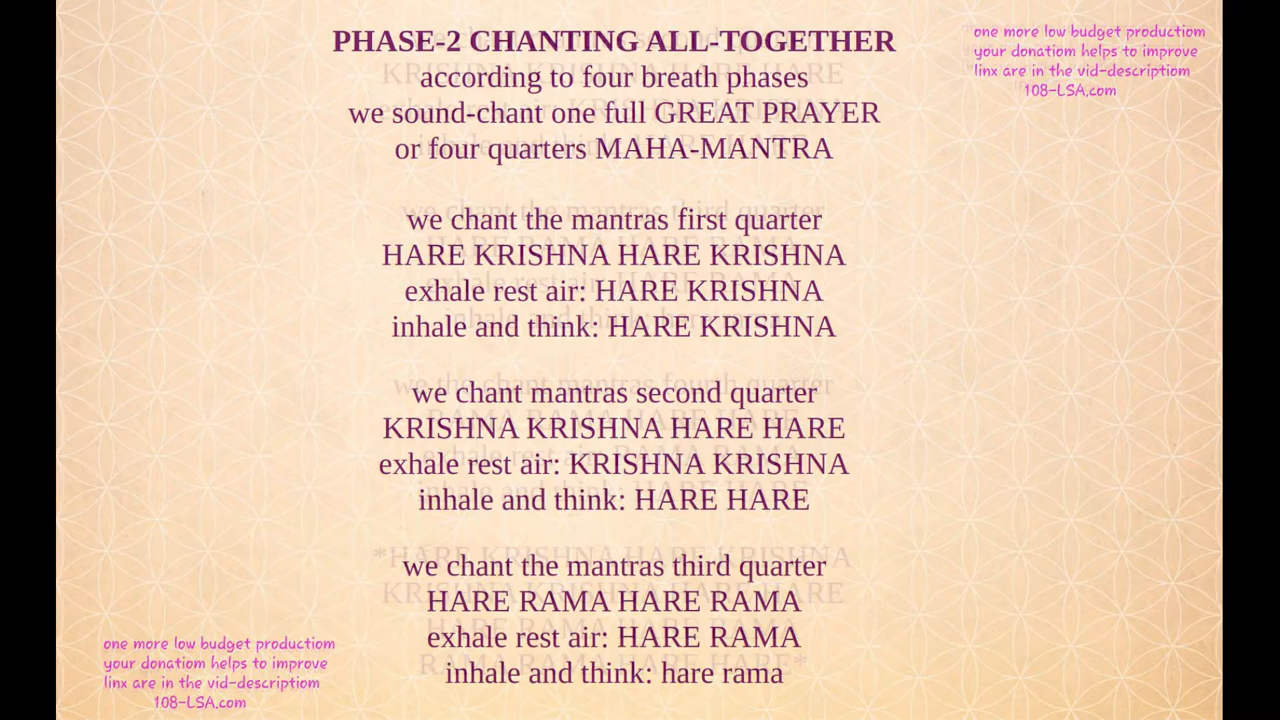 PHASE-2 CHANTING ALL-TOGETHER
according to four breath phases
we sound-chant one full GREAT PRAYER
or four quarters MAHA-MANTRA
one more low budget productiom
your donatiom helps to improve
linx are in the vid-descriptiom
108-LSA.com
we chant the mantras first quarter
HARE KRISHNA HARE KRISHNA
exhale rest air: HARE KRISHNA
inhale and think: HARE KRISHNA
we chant mantras second quarter
KRISHNA KRISHNA HARE HARE
exhale rest air: KRISHNA KRISHNA
inhale and think: HARE HARE
we chant the mantras third quarter
HARE RAMA HARE RAMA
exhale rest air: HARE RAMA
inhale and think: hare rama
one more low budget productiom
your donatiom helps to improve
linx are in the vid-descriptiom
108-LSA.com